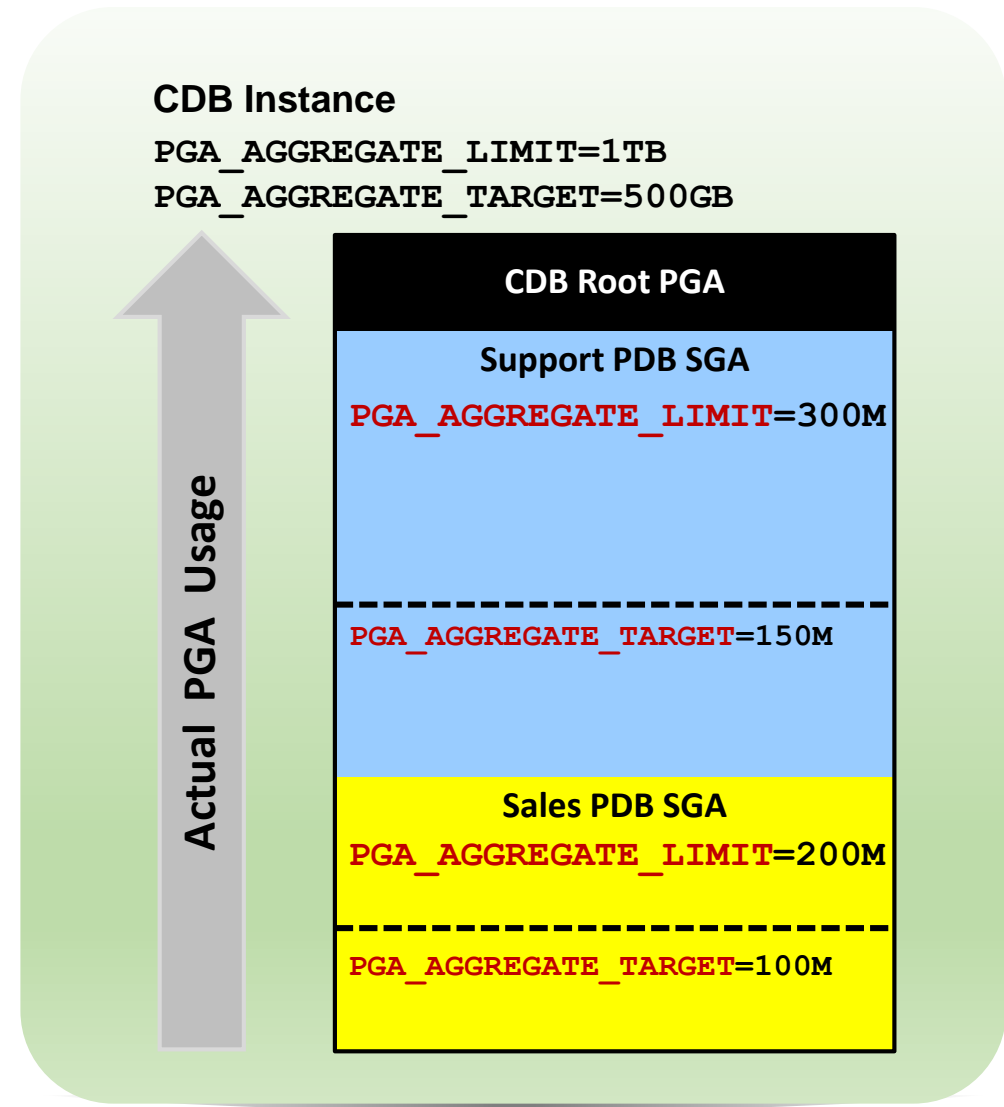 CDB Instance
PGA_AGGREGATE_LIMIT=1TB
PGA_AGGREGATE_TARGET=500GB
CDB Root PGA
Support PDB SGA
PGA_AGGREGATE_LIMIT=300M
PGA_AGGREGATE_TARGET=150M
Sales PDB SGA
PGA_AGGREGATE_LIMIT=200M
PGA_AGGREGATE_TARGET=100M
Actual PGA Usage